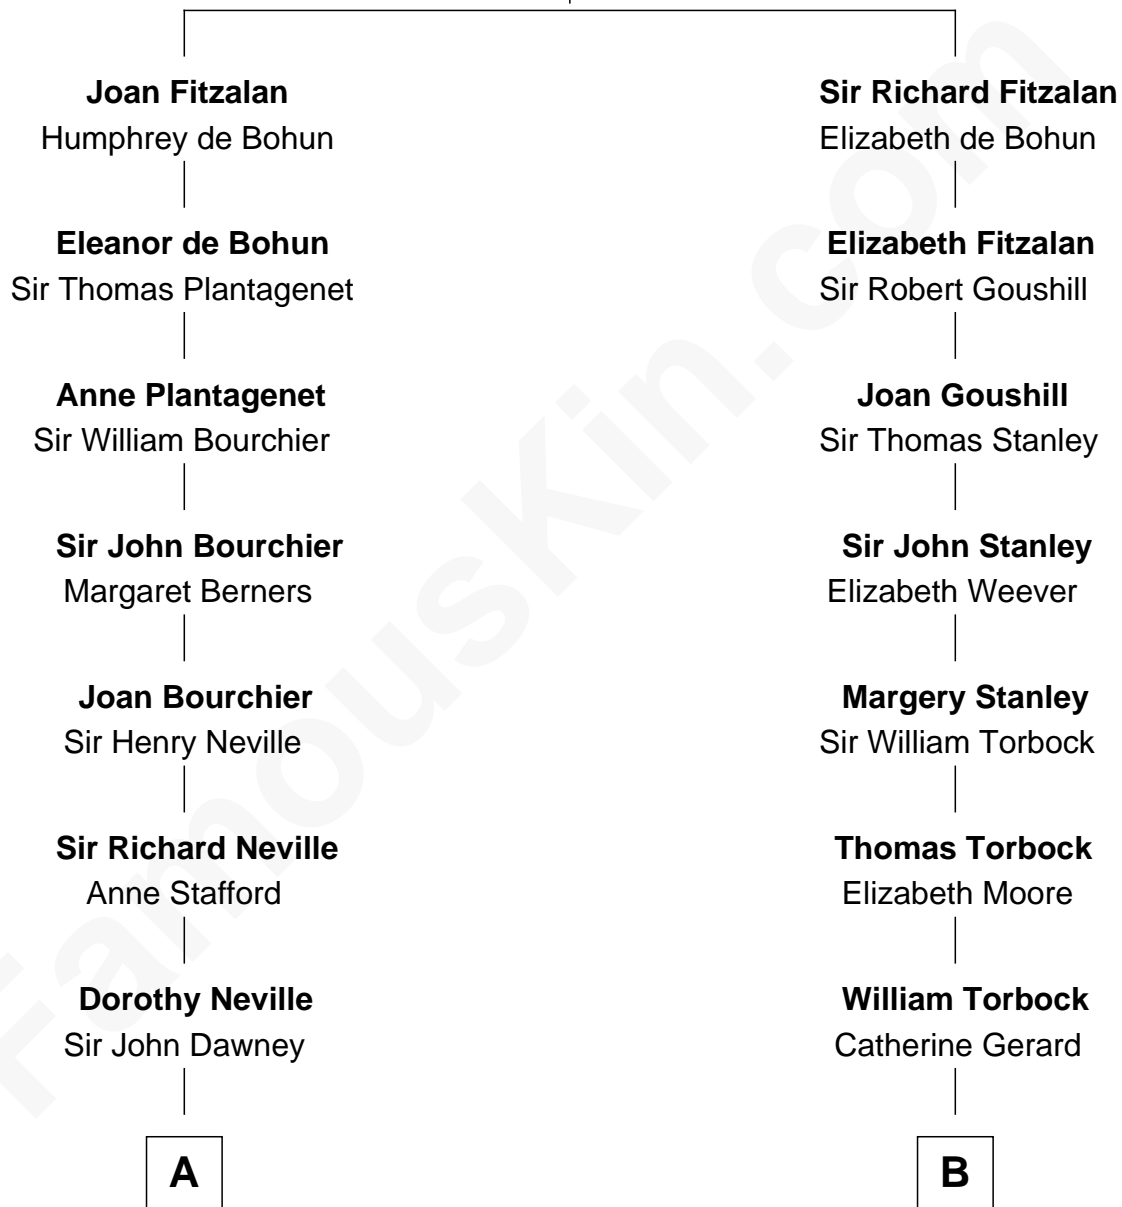 Joan Fitzalan
Humphrey de Bohun
Eleanor de Bohun
Sir Thomas Plantagenet
Anne Plantagenet
Sir William Bourchier
Sir John Bourchier
Margaret Berners
Joan Bourchier
Sir Henry Neville
Sir Richard Neville
Anne Stafford
Dorothy Neville
Sir John Dawney
A
Sir Richard Fitzalan
Elizabeth de Bohun
Elizabeth Fitzalan
Sir Robert Goushill
Joan Goushill
Sir Thomas Stanley
Sir John Stanley
Elizabeth Weever
Margery Stanley
Sir William Torbock
Thomas Torbock
Elizabeth Moore
William Torbock
Catherine Gerard
B
FamousKin.com